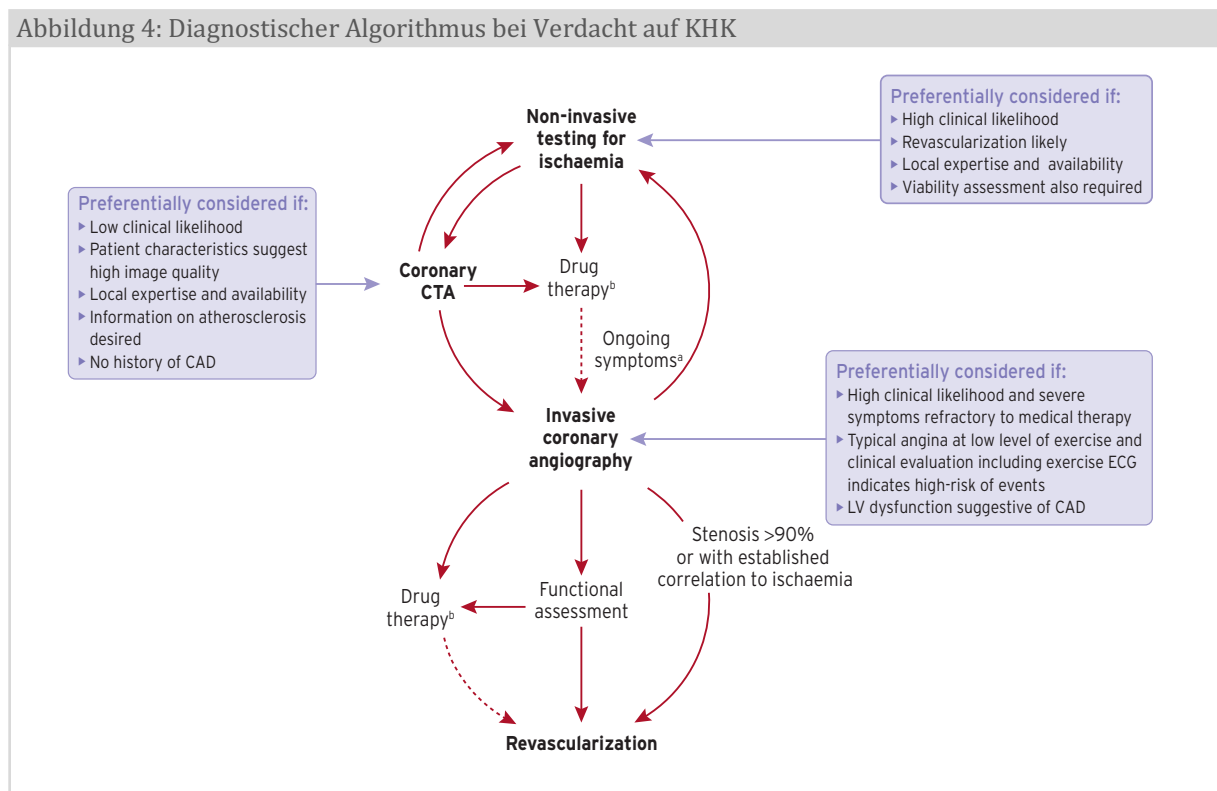 Abbildung 4: Diagnostischer Algorithmus bei Verdacht auf KHK
Non-invasive
testing for
ischaemia
Preferentially considered if:
▸ High clinical likelihood
▸ Revascularization likely
▸ Local expertise and availability
▸ Viability assessment also required
Preferentially considered if:
▸ Low clinical likelihood
▸ Patient characteristics suggest
high image quality
▸ Local expertise and availability
▸ Information on atherosclerosis
desired
▸ No history of CAD
Coronary
CTA
Drug
therapyᵇ
Ongoing
symptomsᵃ
Invasive
coronary
angiography
Preferentially considered if:
▸ High clinical likelihood and severe
symptoms refractory to medical therapy
▸ Typical angina at low level of exercise and
clinical evaluation including exercise ECG
indicates high-risk of events
▸ LV dysfunction suggestive of CAD
Stenosis >90%
or with established
correlation to ischaemia
Drug
therapyᵇ
Functional
assessment
Revascularization